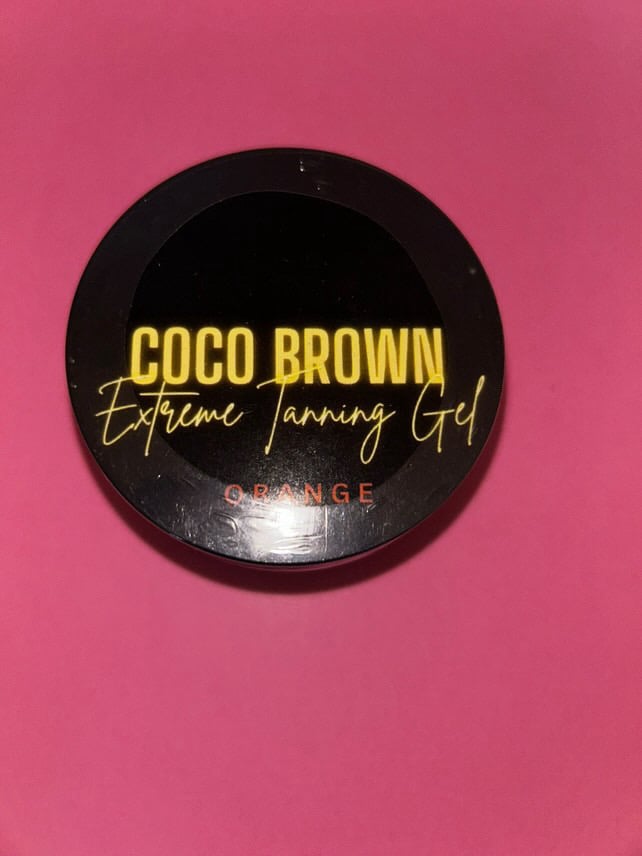 COCO BROWN
Extreme Tanning Gel
ORANGE